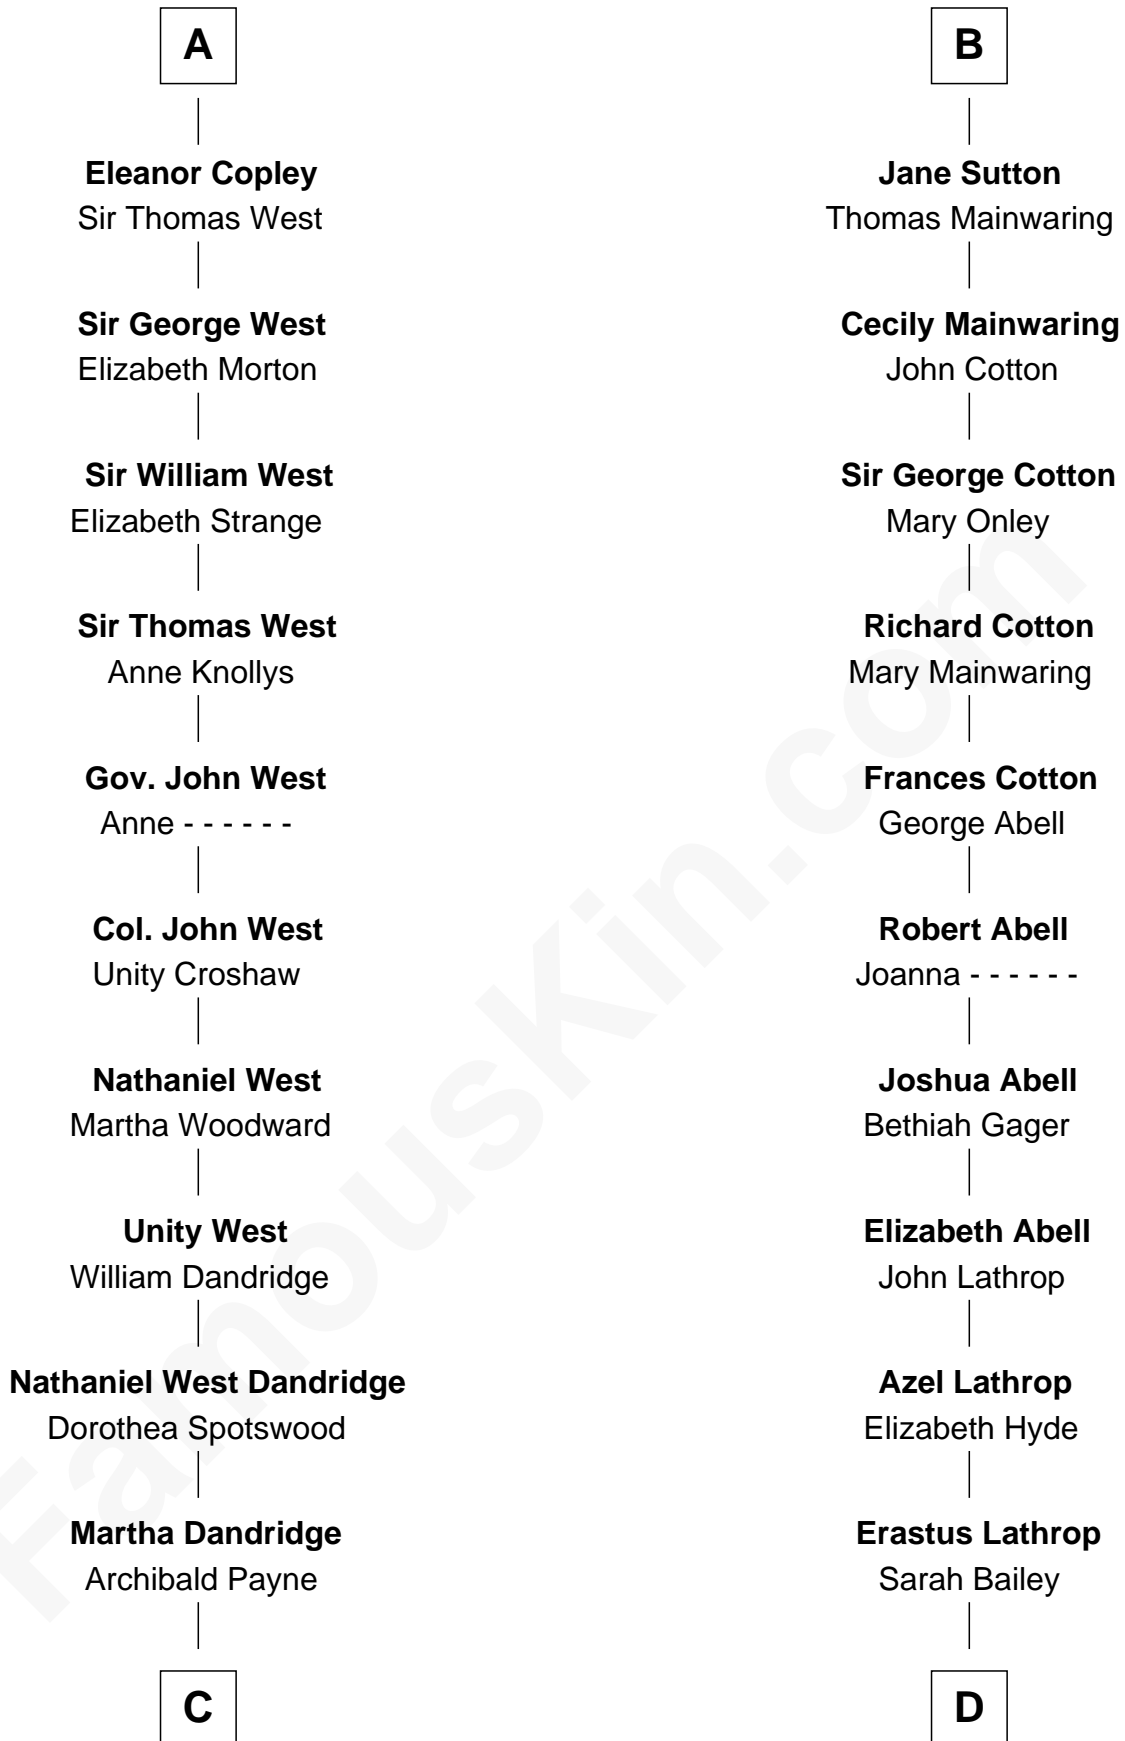 A
Eleanor Copley
Sir Thomas West
Sir George West
Elizabeth Morton
Sir William West
Elizabeth Strange
Sir Thomas West
Anne Knollys
Gov. John West
Anne - - - - - -
Col. John West
Unity Croshaw
Nathaniel West
Martha Woodward
Unity West
William Dandridge
Nathaniel West Dandridge
Dorothea Spotswood
Martha Dandridge
Archibald Payne
C
B
Jane Sutton
Thomas Mainwaring
Cecily Mainwaring
John Cotton
Sir George Cotton
Mary Onley
Richard Cotton
Mary Mainwaring
Frances Cotton
George Abell
Robert Abell
Joanna - - - - - -
Joshua Abell
Bethiah Gager
Elizabeth Abell
John Lathrop
Azel Lathrop
Elizabeth Hyde
Erastus Lathrop
Sarah Bailey
D
FamousKin.com